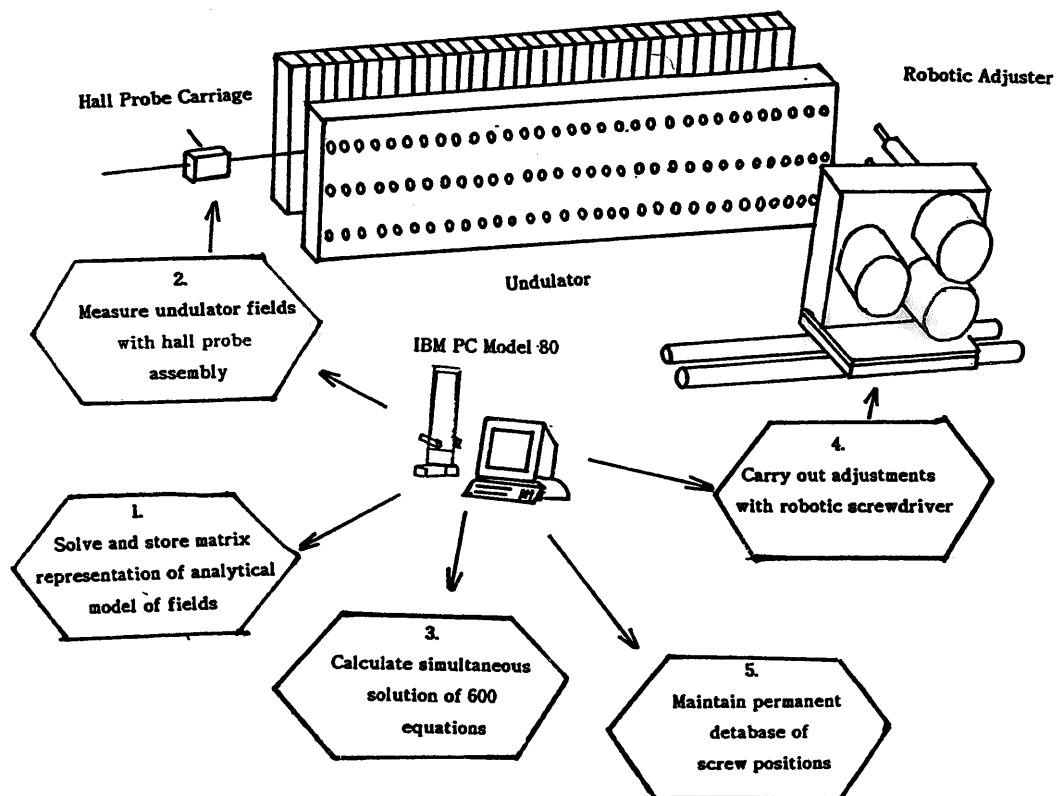 Robotic Adjuster
Hall Probe Carriage
Undulator
2.
Measure undulator fields
with hall probe
assembly
IBM PC Model 80
4.
Carry out adjustments
with robotic screwdriver
1.
Solve and store matrix
representation of analytical
model of fields
3.
Calculate simultaneous
solution of 600
equations
5.
Maintain permanent
detabase of
screw positions